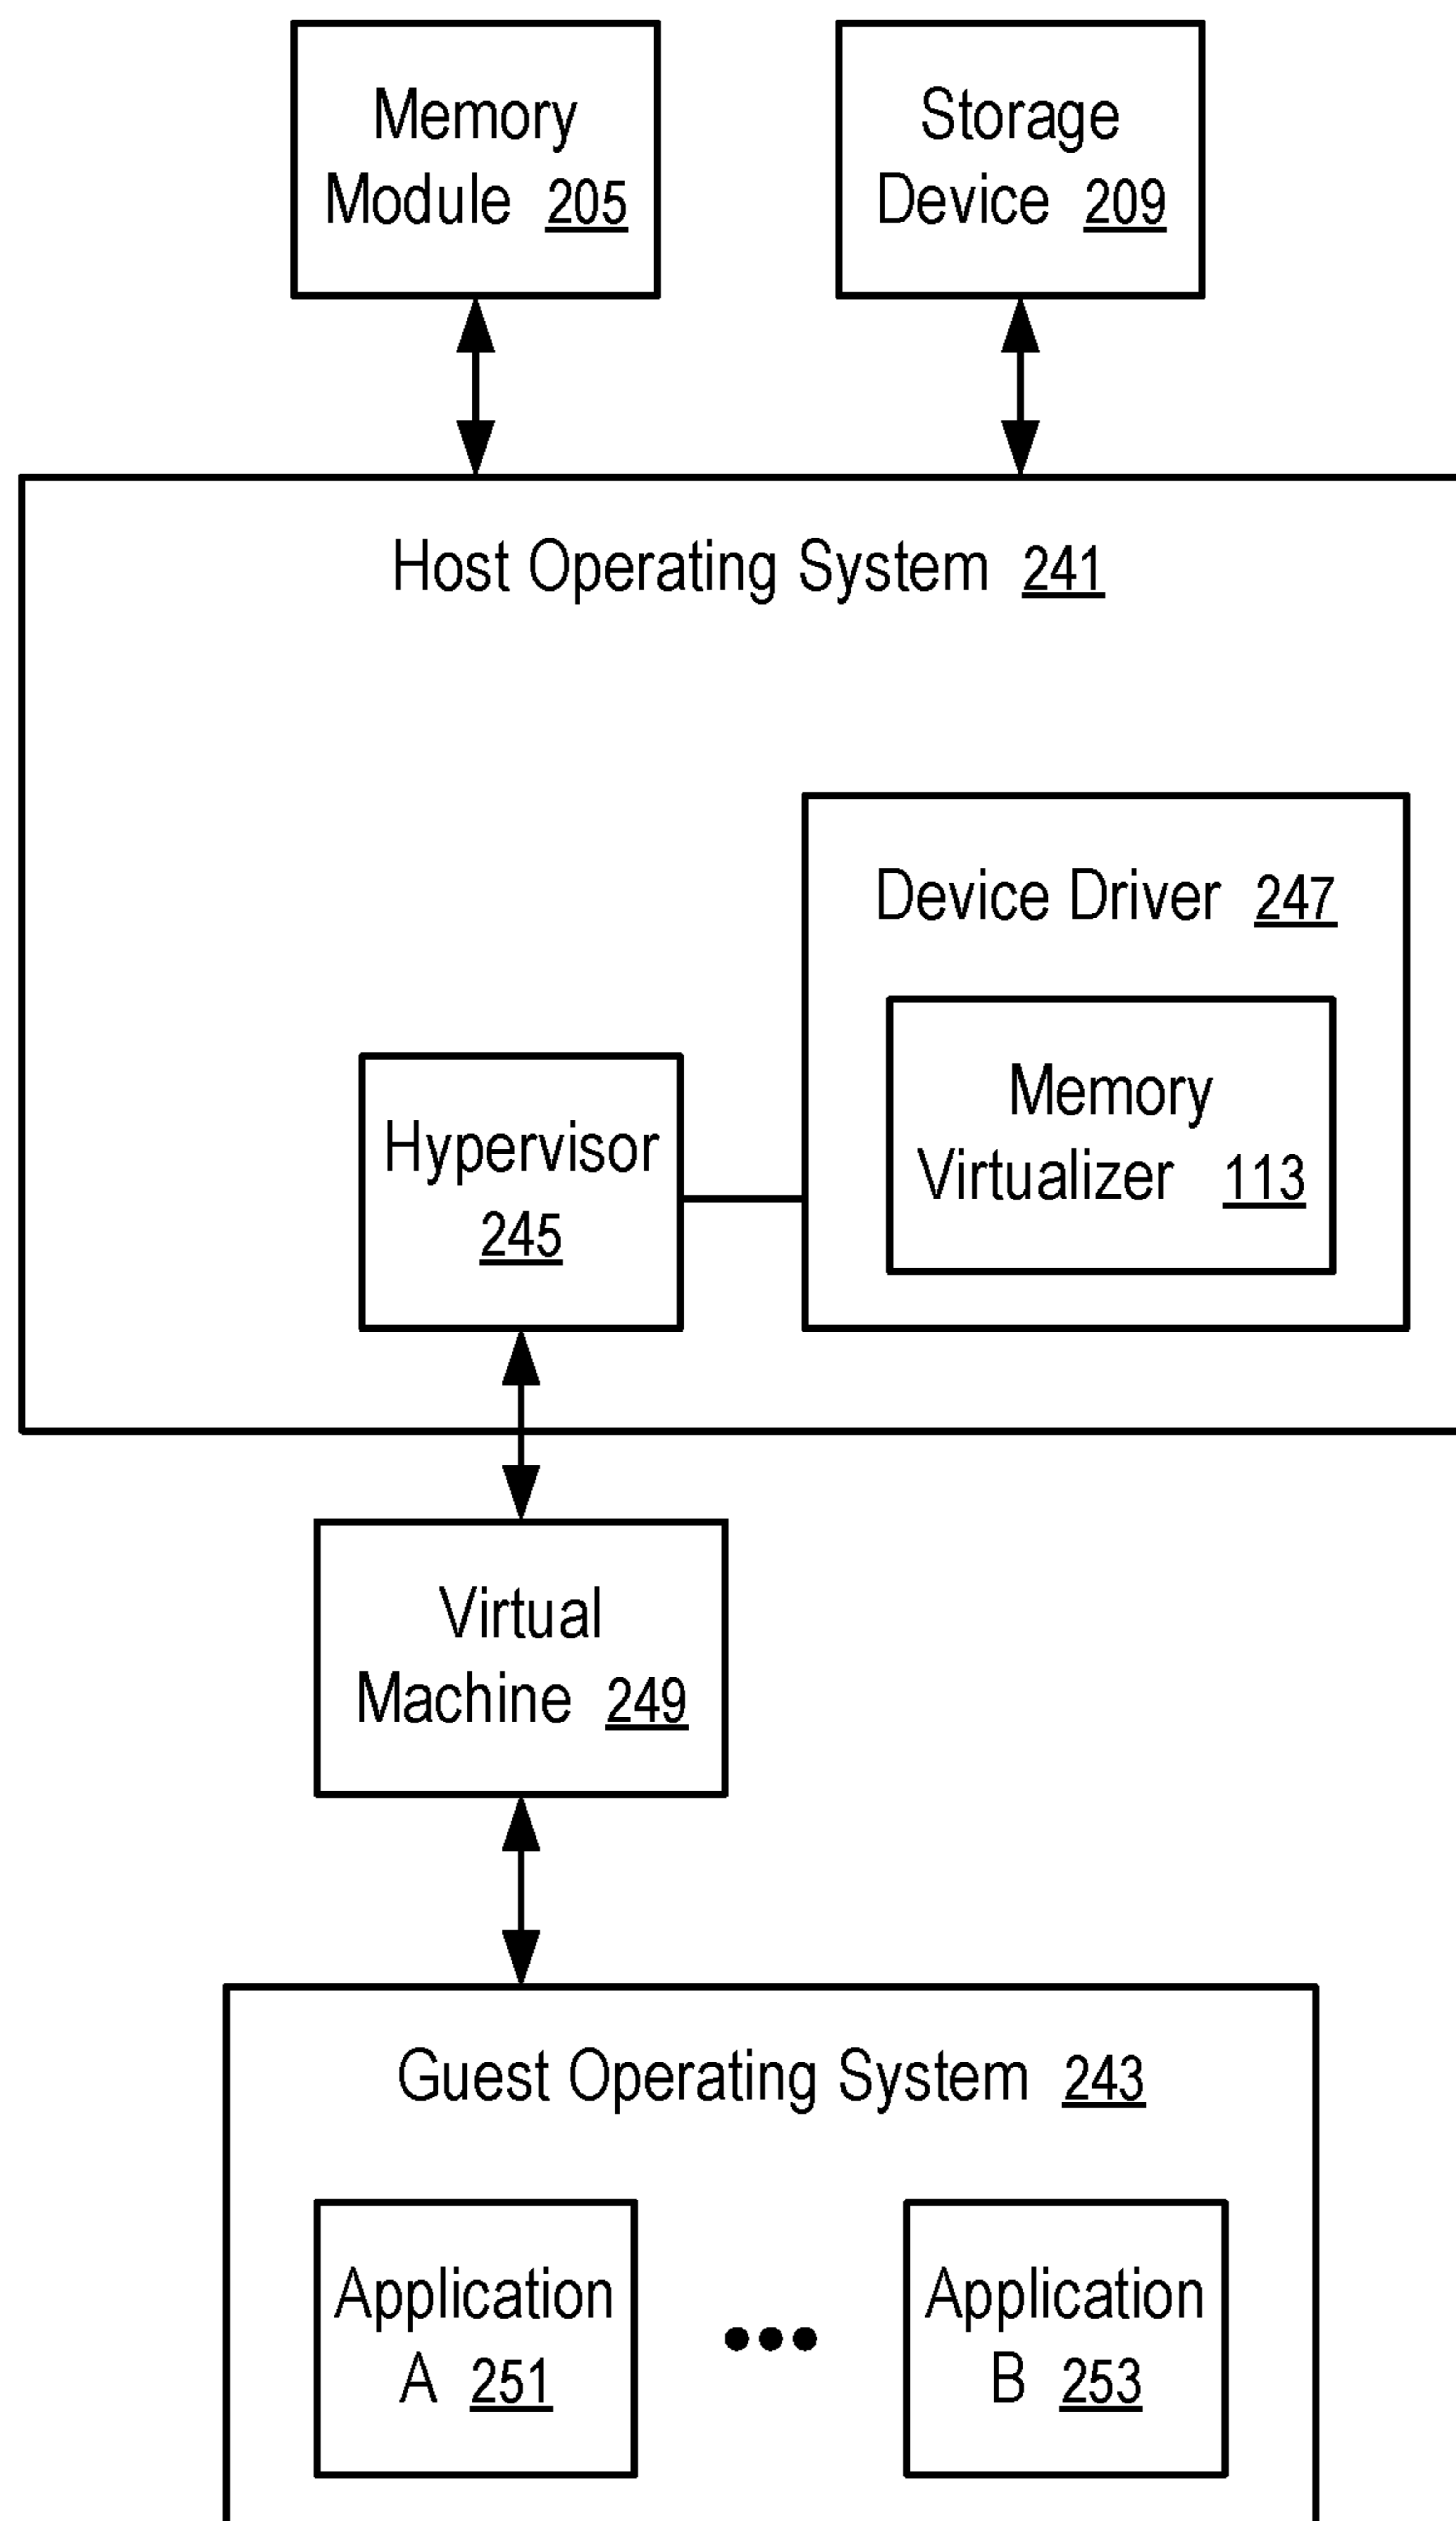 Memory
Module 205
Storage
Device 209
Host Operating System 241
Device Driver 247
Memory
Virtualizer 113
Hypervisor
245
Virtual
Machine 249
Guest Operating System 243
Application
A 251
Application
B 253